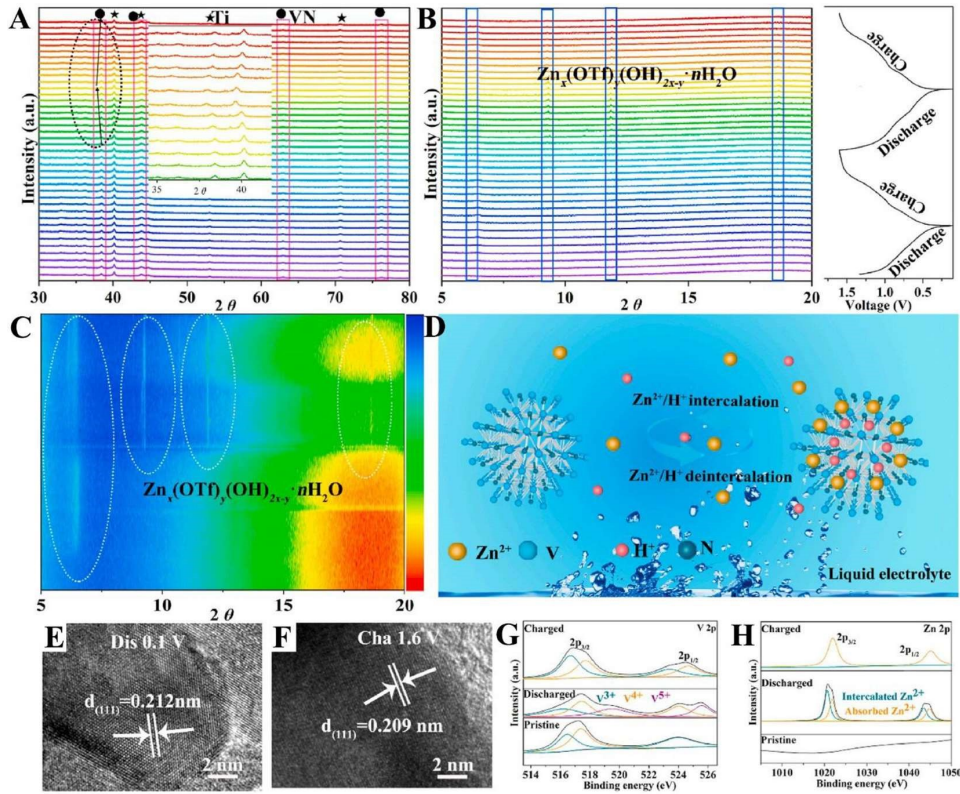 A
Ti
VN
Intensity (a.u.)
35
2 θ
40
30
40
50
60
70
80
2 θ
B
Znx(OTf)y(OH)2x-y·nH2O
Intensity (a.u.)
5
10
15
20
2 θ
Charge
Discharge
Charge
Discharge
1.5
1.0
0.5
Voltage (V)
C
Znx(OTf)y(OH)2x-y·nH2O
5
10
15
20
2 θ
D
Zn2+/H+ intercalation
Zn2+/H+ deintercalation
Zn2+
V
H+
N
Liquid electrolyte
E
Dis 0.1 V
d(111)=0.212nm
2 nm
F
Cha 1.6 V
d(111)=0.209 nm
2 nm
G
V 2p
Charged
2p3/2
2p1/2
Discharged
V3+
V4+
V5+
Pristine
Intensity (a.u.)
514 516 518 520 522 524 526
Binding energy (eV)
H
Zn 2p
Charged
2p3/2
2p1/2
Discharged
Intercalated Zn2+
Absorbed Zn2+
Pristine
Intensity (a.u.)
1010 1020 1030 1040 1050
Binding energy (eV)